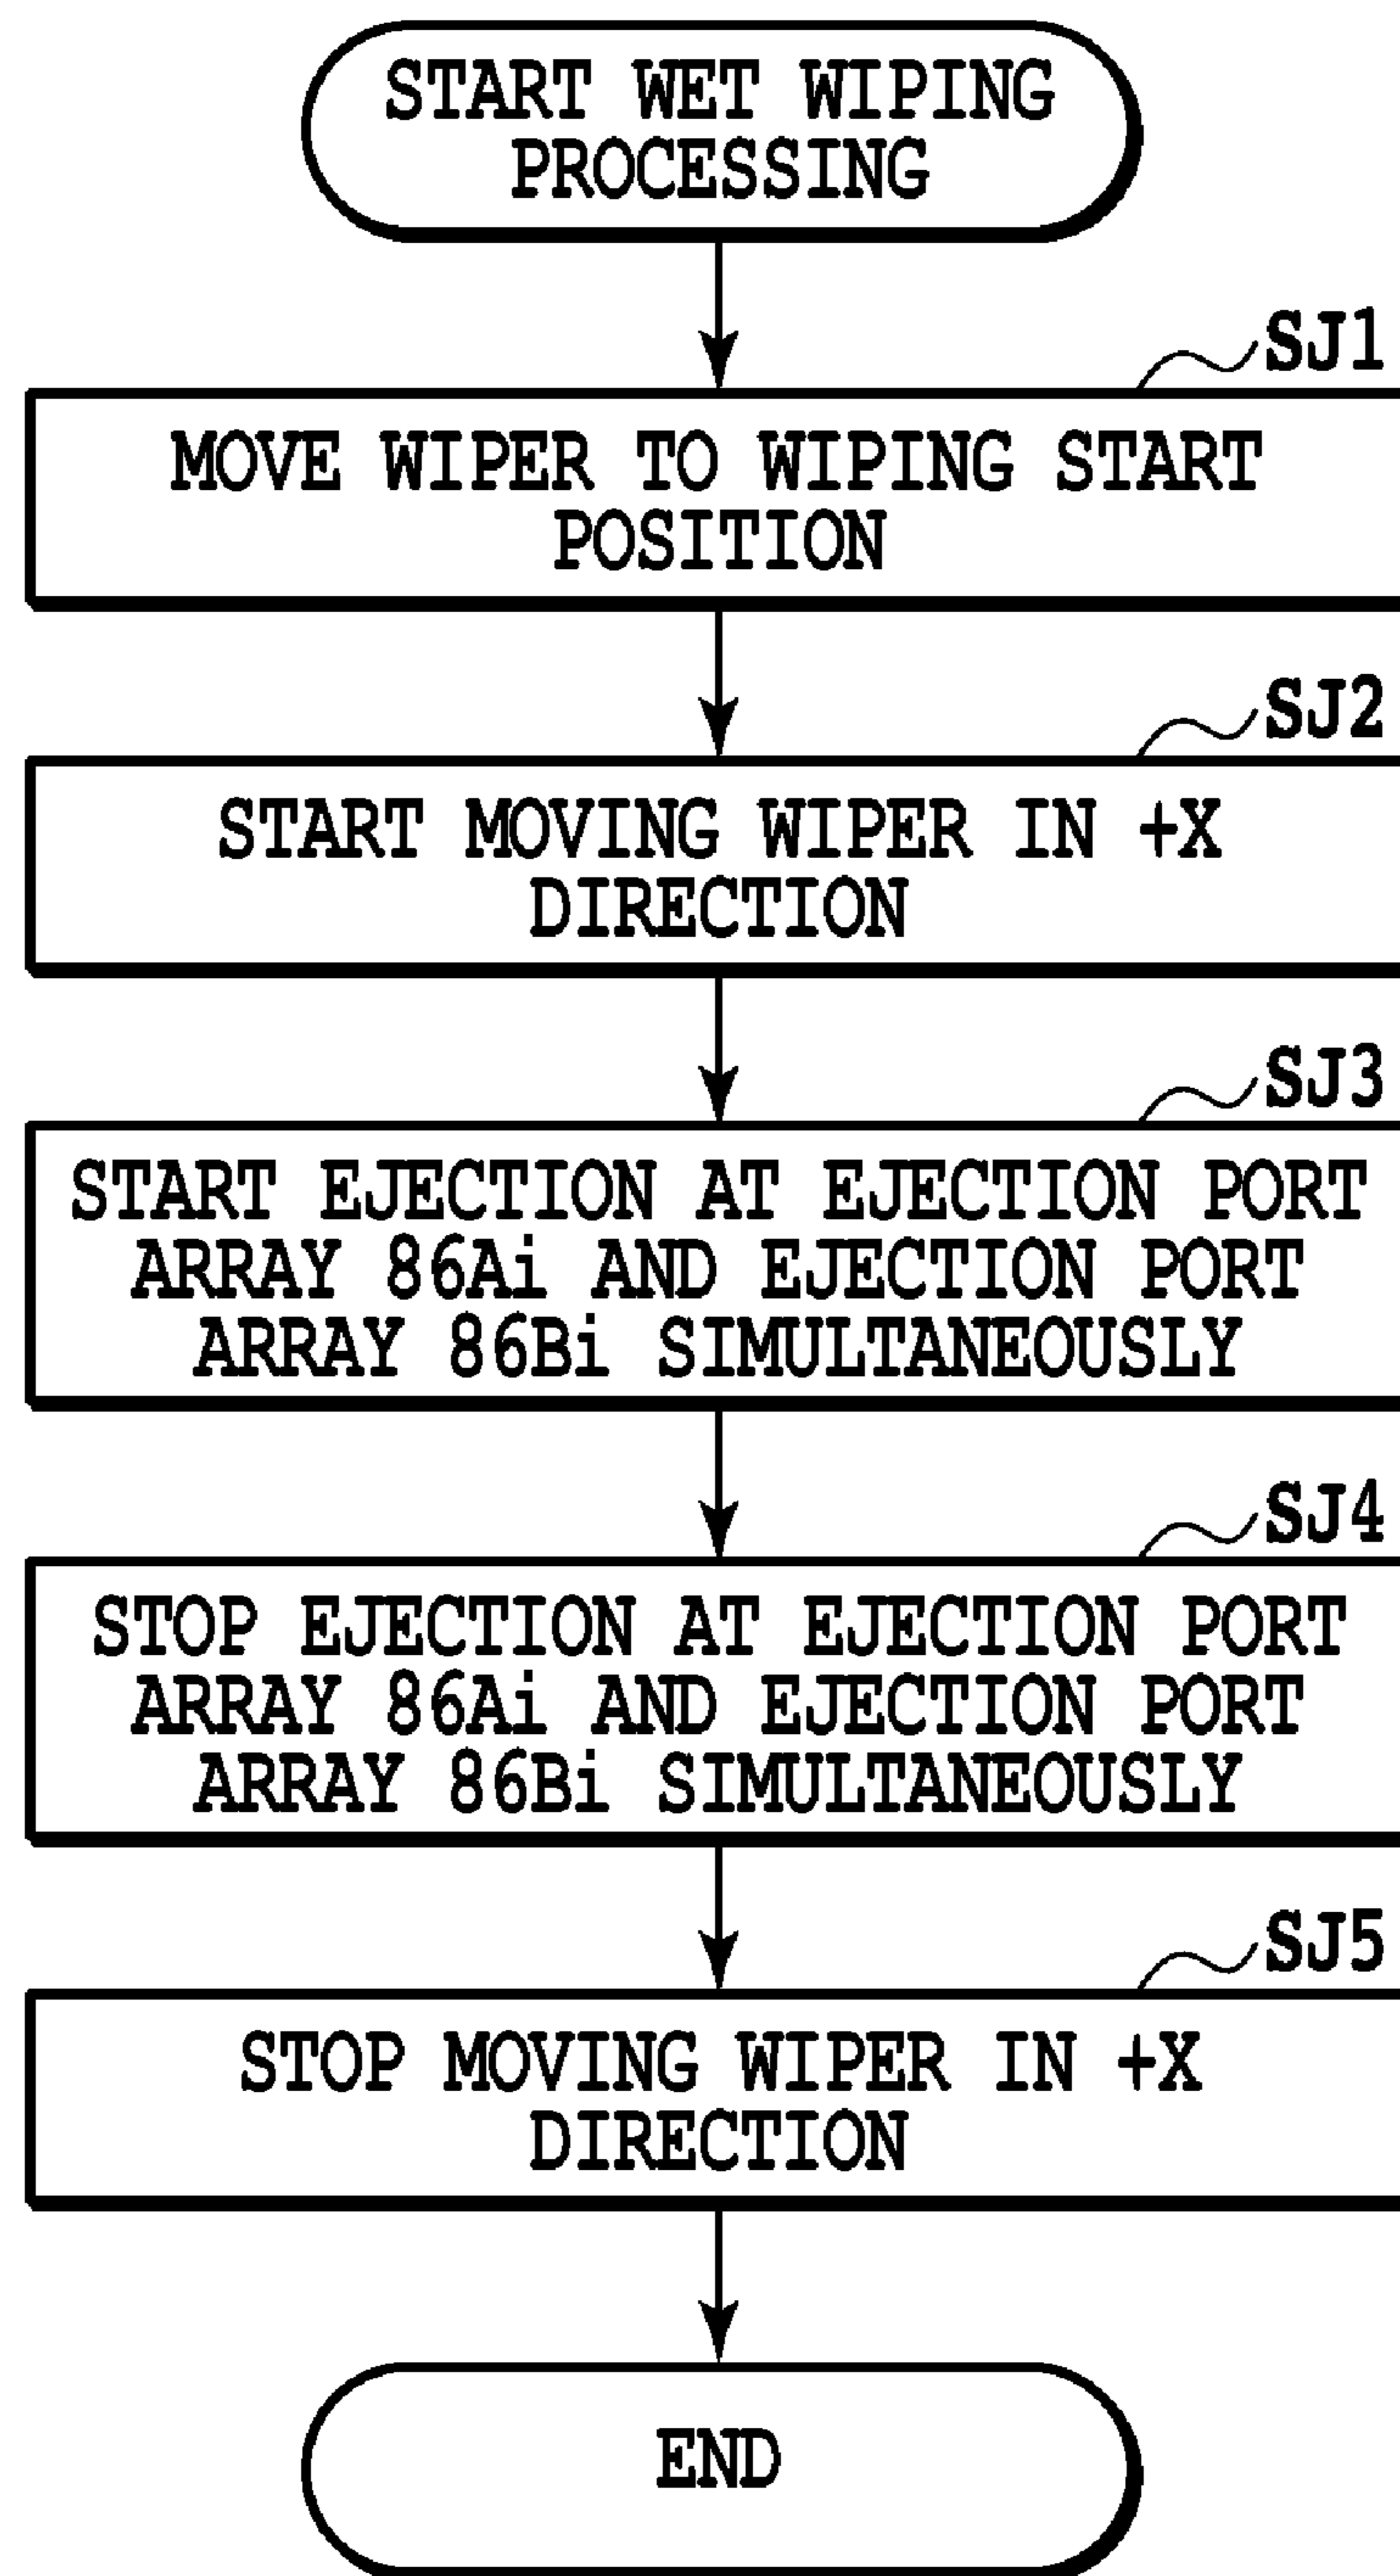 START WET WIPING
PROCESSING
SJ1
MOVE WIPER TO WIPING START
POSITION
SJ2
START MOVING WIPER IN +X
DIRECTION
SJ3
START EJECTION AT EJECTION PORT
ARRAY 86Ai AND EJECTION PORT
ARRAY 86Bi SIMULTANEOUSLY
SJ4
STOP EJECTION AT EJECTION PORT
ARRAY 86Ai AND EJECTION PORT
ARRAY 86Bi SIMULTANEOUSLY
SJ5
STOP MOVING WIPER IN +X
DIRECTION
END